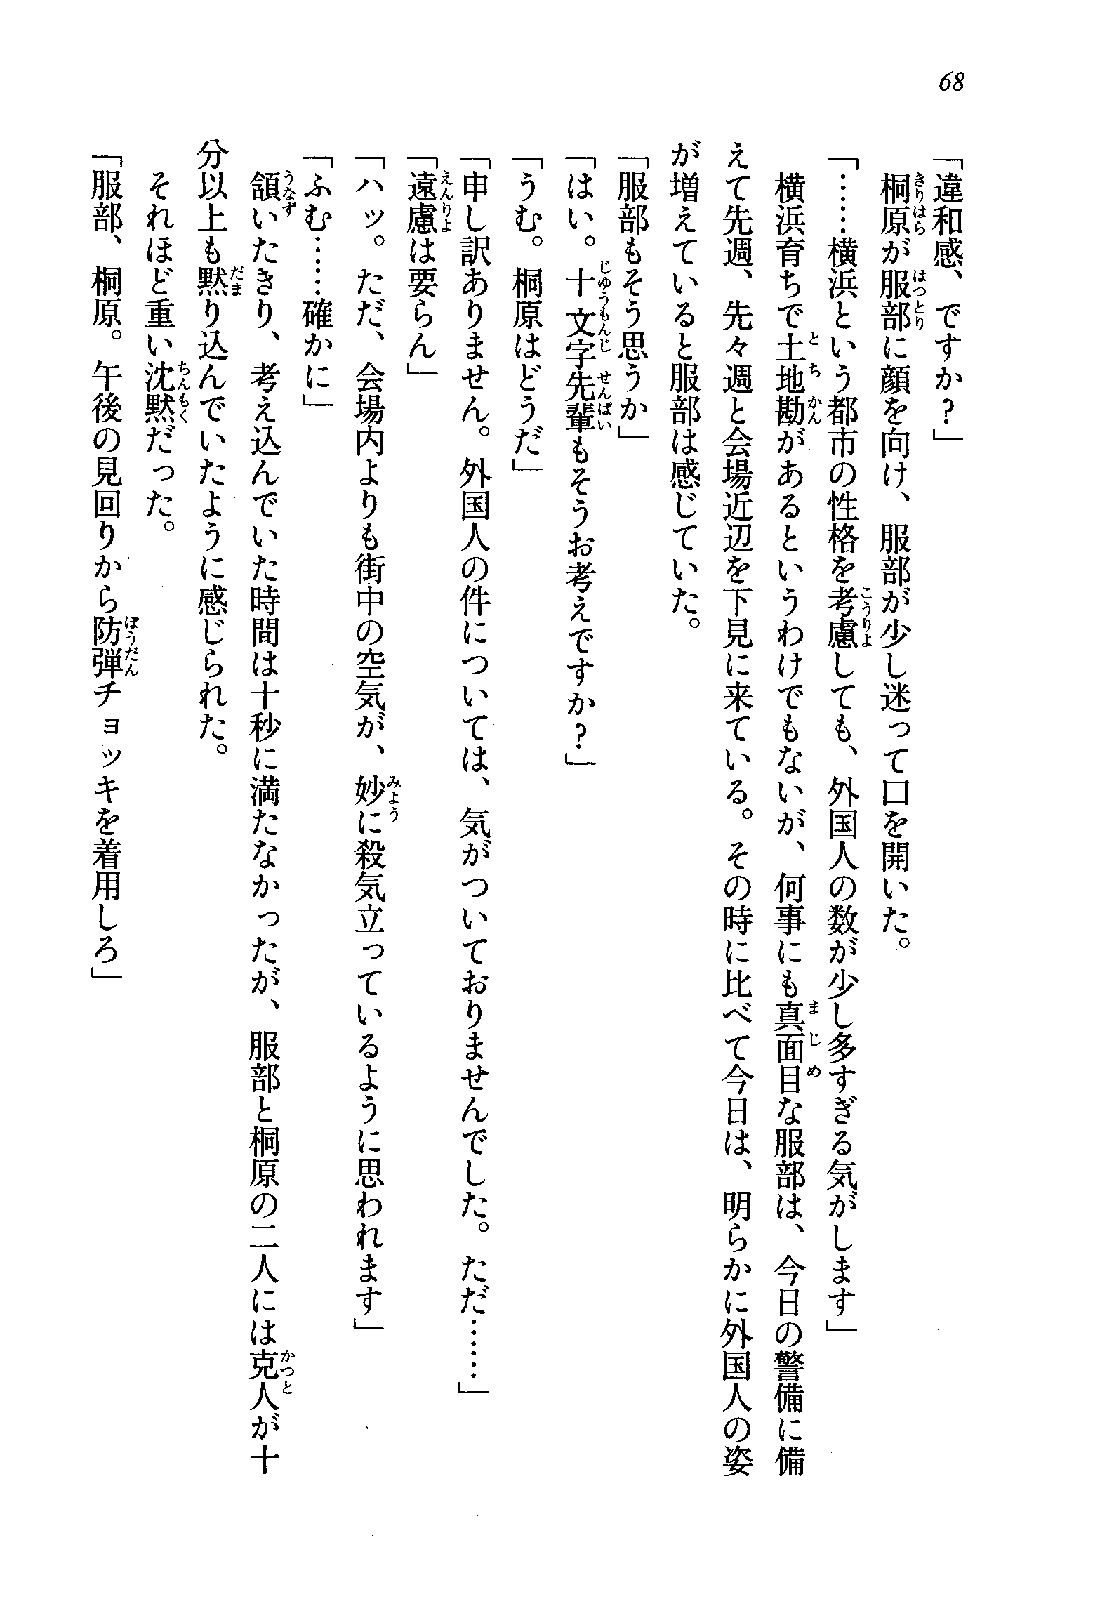 68
「違和感、ですか?」
桐原が服部に顔を向け、服部が少し迷って口を開いた。
「……横浜という都市の性格を考慮しても、外国人の数が少し多すぎる気がします」
横浜育ちで土地勘があるというわけでもないが、何事にも真面目な服部は、今日の警備に備
えて先週、先々週と会場近辺を下見に来ている。その時に比べて今日は、明らかに外国人の姿
が増えていると服部は感じていた。
「服部もそう思うか」
「はい。十文字先輩もそうお考えですか?」
「うむ。桐原はどうだ」
「申し訳ありません。外国人の件については、気がついておりませんでした。ただ……」
「遠慮は要らん」
「ハッ。ただ、会場内よりも街中の空気が、妙に殺気立っているように思われます」
「ふむ……確かに」
頷いたきり、考え込んでいた時間は十秒に満たなかったが、服部と桐原の二人には克人が十
分以上も黙り込んでいたように感じられた。
それほど重い沈黙だった。
「服部、桐原。午後の見回りから防弾チョッキを着用しろ」